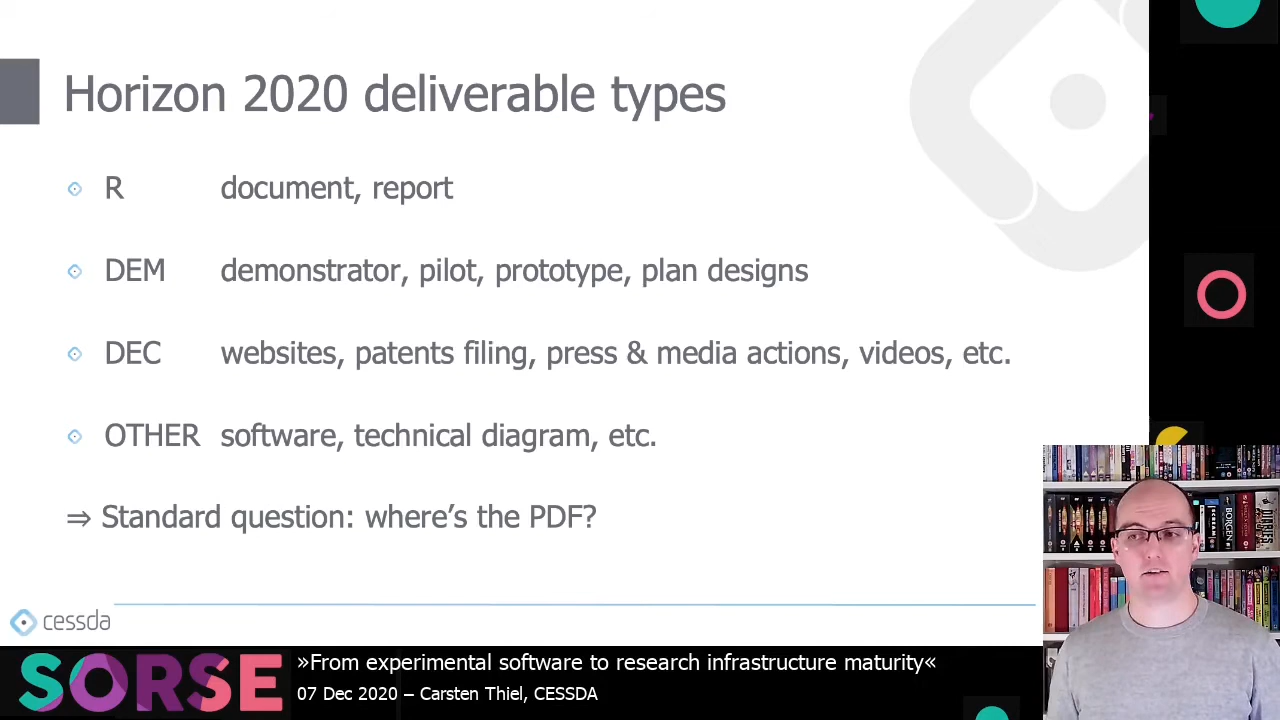 Horizon 2020 deliverable types
R document, report
DEM demonstrator, pilot, prototype, plan designs
DEC websites, patents filing, press & media actions, videos, etc.
OTHER software, technical diagram, etc.
⇒ Standard question: where’s the PDF?
cessda
SORSE
»From experimental software to research infrastructure maturity«
07 Dec 2020 – Carsten Thiel, CESSDA
BORGEN
SCREAM